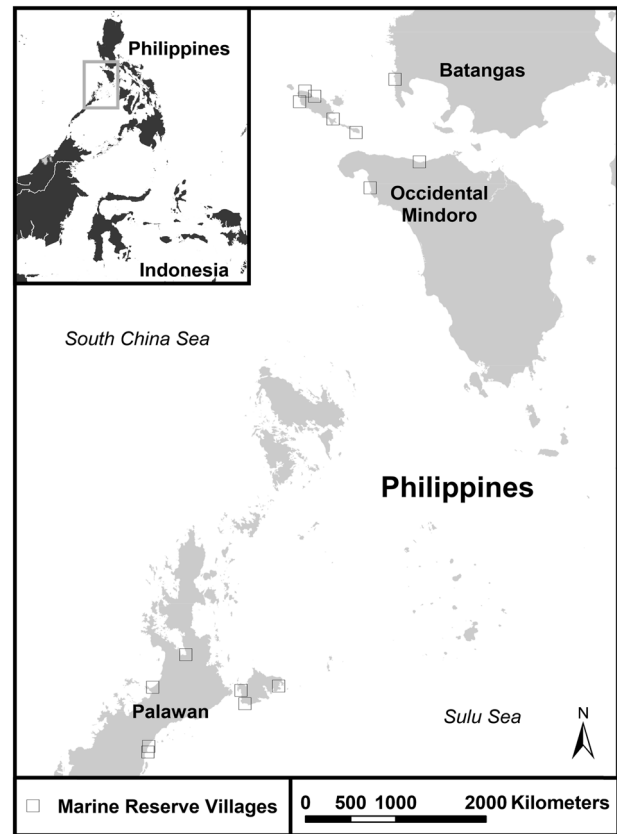 Philippines
Indonesia
Batangas
Occidental
Mindoro
South China Sea
Philippines
Palawan
Sulu Sea
N
Marine Reserve Villages
0 500 1000 2000 Kilometers